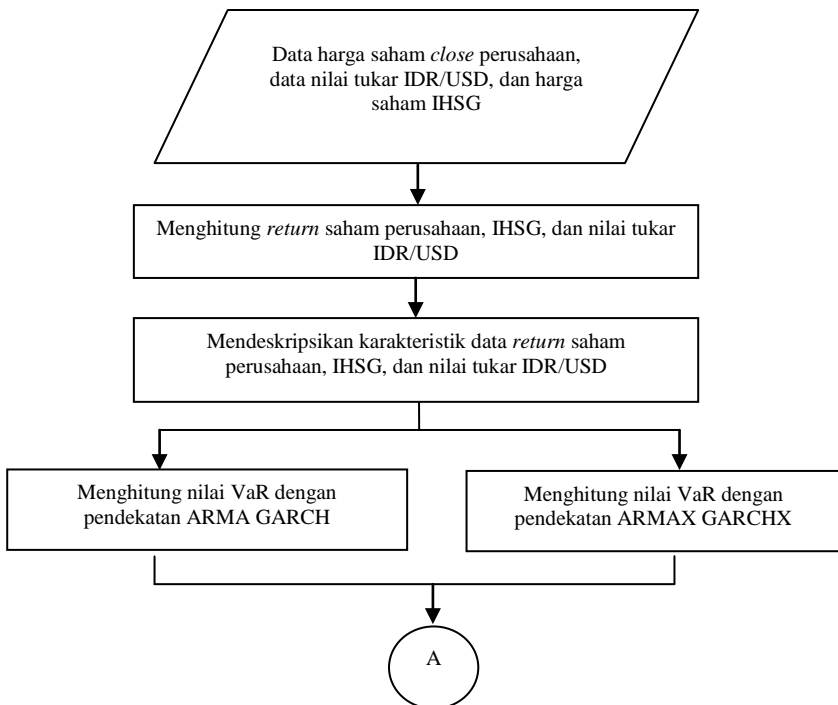 Data harga saham close perusahaan,
data nilai tukar IDR/USD, dan harga
saham IHSG
Menghitung return saham perusahaan, IHSG, dan nilai tukar
IDR/USD
Mendeskripsikan karakteristik data return saham
perusahaan, IHSG, dan nilai tukar IDR/USD
Menghitung nilai VaR dengan
pendekatan ARMA GARCH
Menghitung nilai VaR dengan
pendekatan ARMAX GARCHX
A